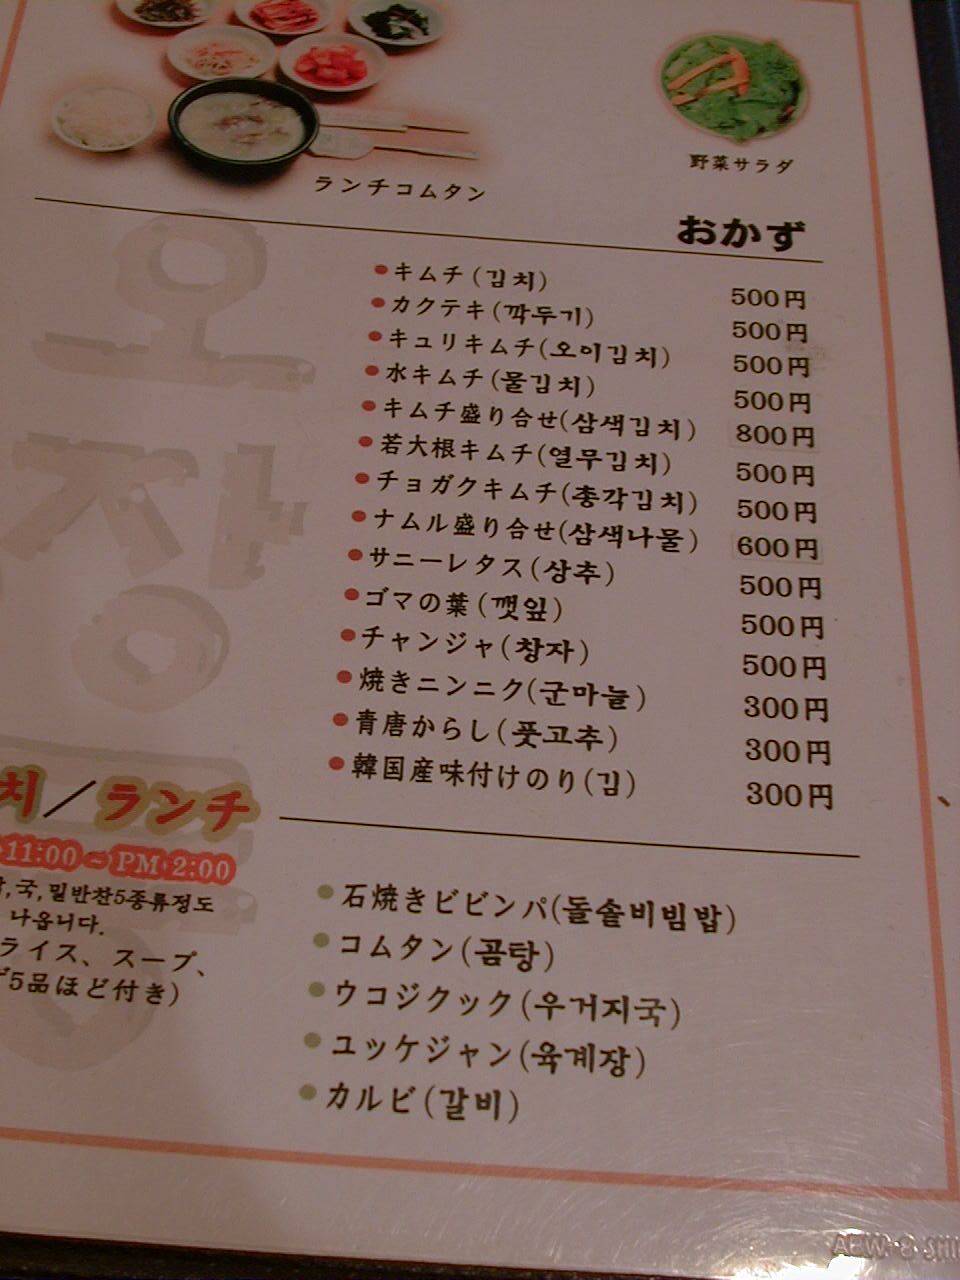 ランチコムタン
野菜サラダ
おかず
キムチ(김치) 500円
カクテキ(깍두기) 500円
キュリキムチ(오이김치) 500円
水キムチ(물김치) 500円
キムチ盛り合せ(삼색김치) 800円
若大根キムチ(열무김치) 500円
チョガクキムチ(총각김치) 500円
ナムル盛り合せ(삼색나물) 600円
サニーレタス(상추) 500円
ゴマの葉(깻잎) 500円
チャンジャ(창자) 500円
焼きニンニク(군마늘) 300円
青唐からし(풋고추) 300円
韓国産味付けのり(김) 300円
오장
치/ランチ
11:00~PM 2:00
,국,밑반찬5종류정도
나옵니다.
ライス、スープ、
5品ほど付き)
石焼きビビンパ(돌솥비빔밥)
コムタン(곰탕)
ウコジクック(우거지국)
ユッケジャン(육계장)
カルビ(갈비)